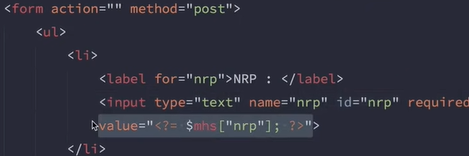 <form action="" method="post">
<ul>
<li>
<label for="nrp">NRP : </label>
<input type="text" name="nrp" id="nrp" required
value="<?= $mhs["nrp"]; ?>">
</li>